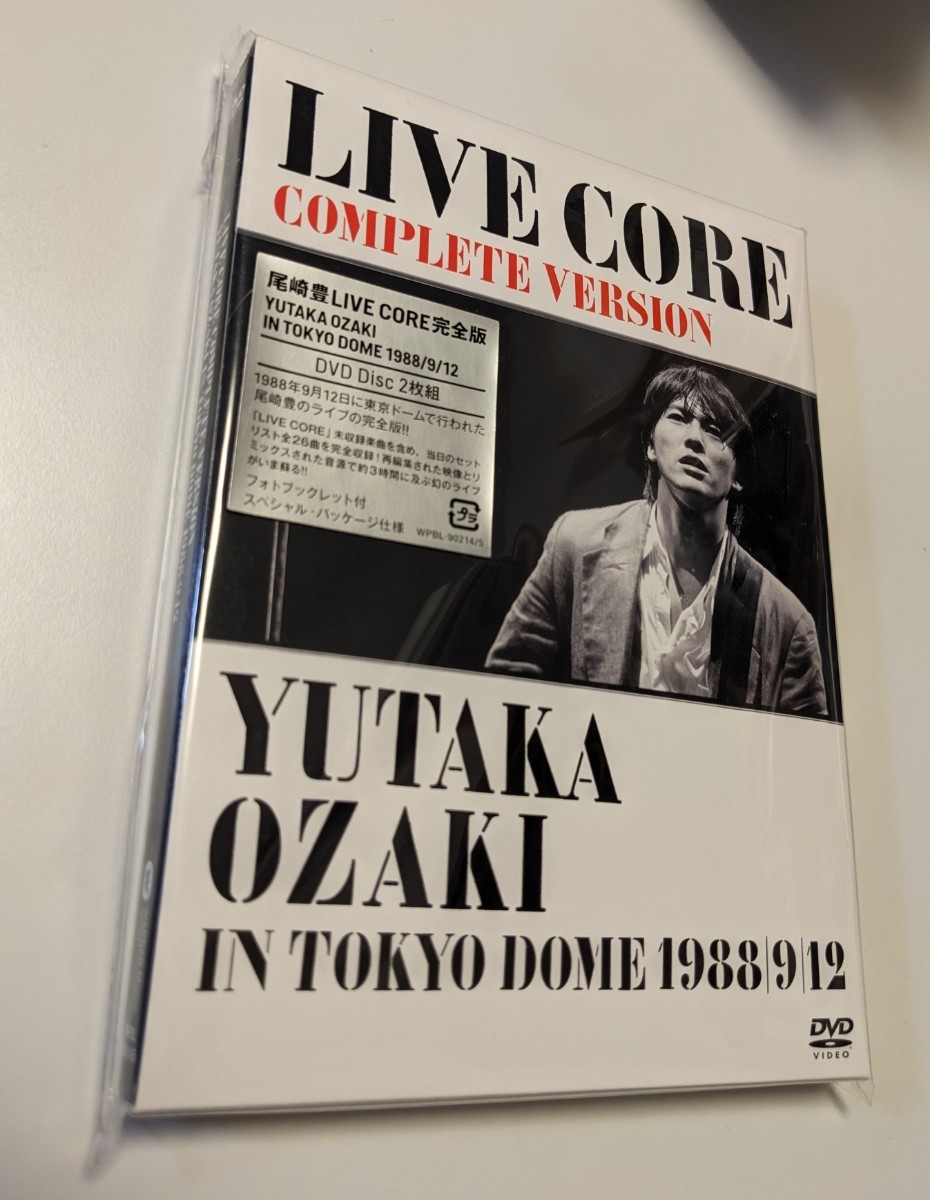 LIVE CORE
COMPLETE VERSION
尾崎豊LIVE CORE完全版
YUTAKA OZAKI
IN TOKYO DOME 1988/9/12
DVD Disc 2枚組
1988年9月12日に東京ドームで行われた
尾崎豊のライブの完全版!!
「LIVE CORE」未収録楽曲を含め、当日のセット
リスト全26曲を完全収録！再編集された映像とリ
ミックスされた音源で約3時間に及ぶ幻のライブ
がいま蘇る!!
フォトブックレット付
スペシャル・パッケージ仕様
プラ
WPBL-90214/5
YUTAKA
OZAKI
IN TOKYO DOME 1988|9|12
DVD
VIDEO